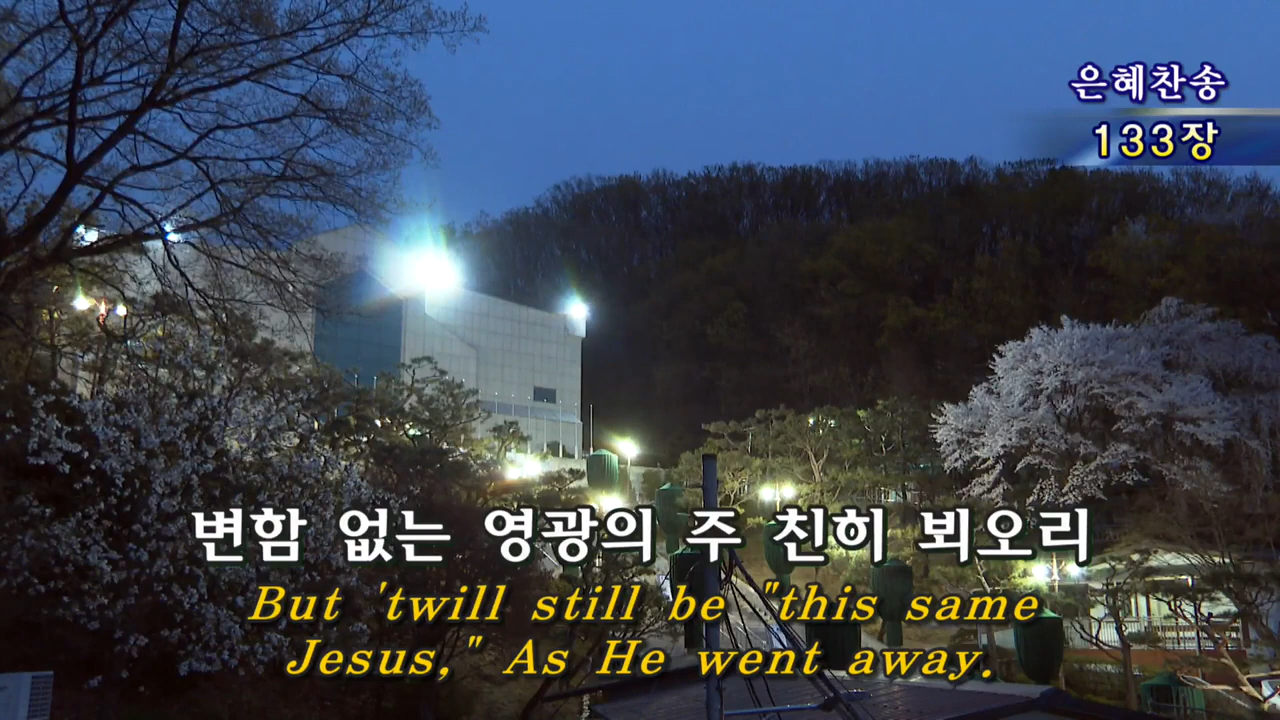 은혜찬송
133장
변함 없는 영광의 주 친히 뵈오리
But 'twill still be "this same
Jesus," As He went away.